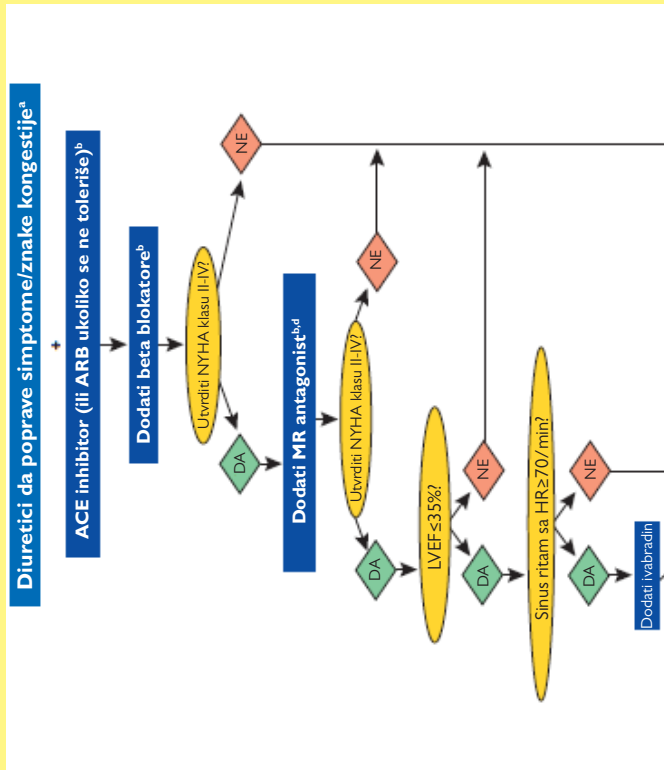 Diuretici da poprave simptome/znake kongestijeᵃ
+
ACE inhibitor (ili ARB ukoliko se ne toleriše)ᵇ
Dodati beta blokatoreᵇ
Utvrditi NYHA klasu II-IV?
NE
DA
Dodati MR antagonistᵇ,ᵈ
Utvrditi NYHA klasu II-IV?
NE
DA
LVEF≤35%?
NE
DA
Sinus ritam sa HR≥70/min?
NE
DA
Dodati ivabradin